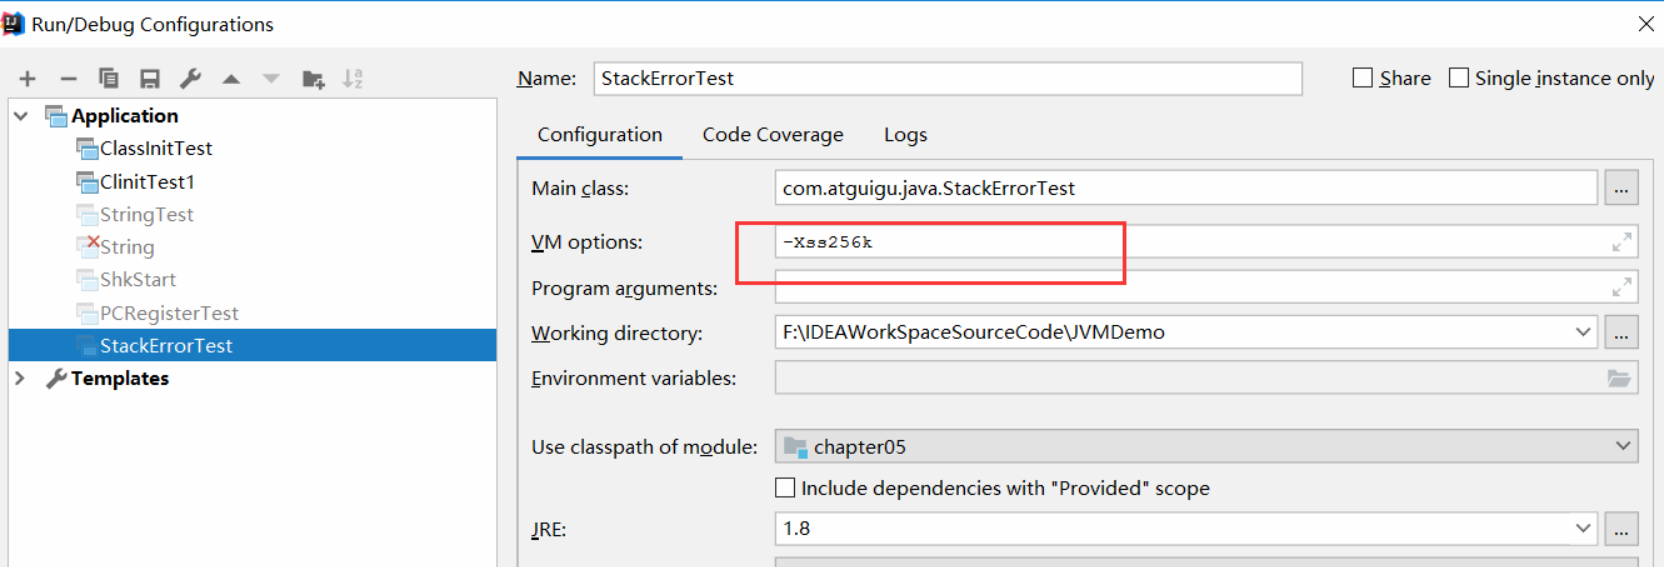 Run/Debug Configurations
Name: StackErrorTest Share Single instance only
Application
ClassInitTest
ClinitTest1
StringTest
String
ShkStart
PCRegisterTest
StackErrorTest
Templates
Configuration Code Coverage Logs
Main class: com.atguigu.java.StackErrorTest ...
VM options: -Xss256k
Program arguments:
Working directory: F:\IDEAWorkSpaceSourceCode\JVMDemo ...
Environment variables:
Use classpath of module: chapter05
Include dependencies with "Provided" scope
JRE: 1.8 ...